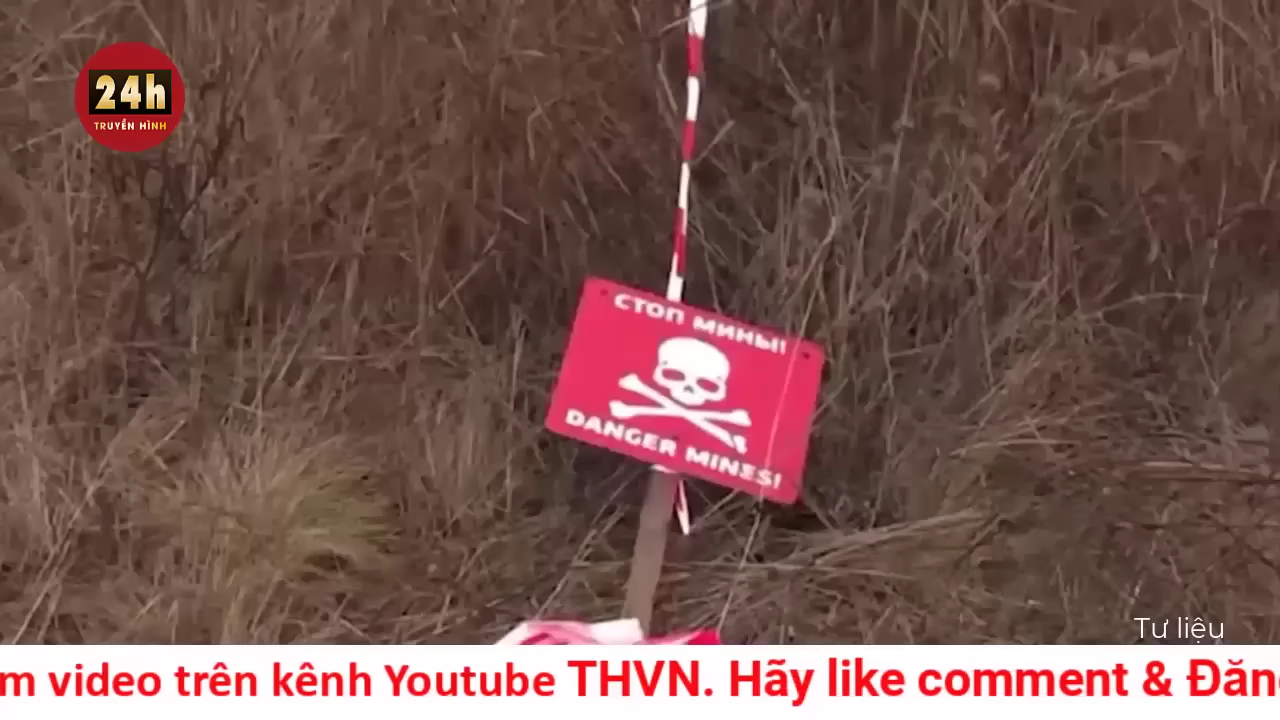 24h
TRUYỀN HÌNH
СТОП МИНЫ!
DANGER MINES!
Tư liệu
m video trên kênh Youtube THVN. Hãy like comment & Đăn